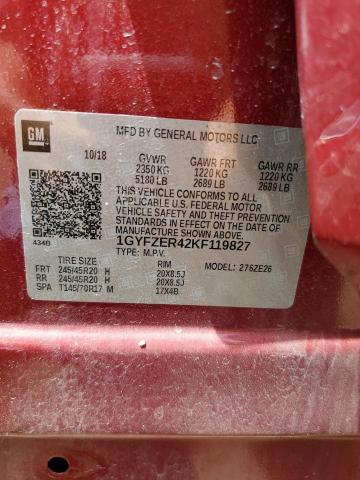 GM
MFD BY GENERAL MOTORS LLC
10/18 GVWR GAWR FRT GAWR RR
2350 KG 1220 KG 1220 KG
5180 LB 2689 LB 2689 LB
THIS VEHICLE CONFORMS TO ALL
APPLICABLE U.S. FEDERAL MOTOR
VEHICLE SAFETY AND THEFT PREVENTION
STANDARDS IN EFFECT ON THE DATE OF
MANUFACTURE SHOWN ABOVE.
434B 1GYFZER42KF119827
TYPE: M.P.V. MODEL: 276ZE26
TIRE SIZE RIM
FRT 245/45R20 H 20X8.5J
RR 245/45R20 H 20X8.5J
SPA T145/70R17 M 17X4B